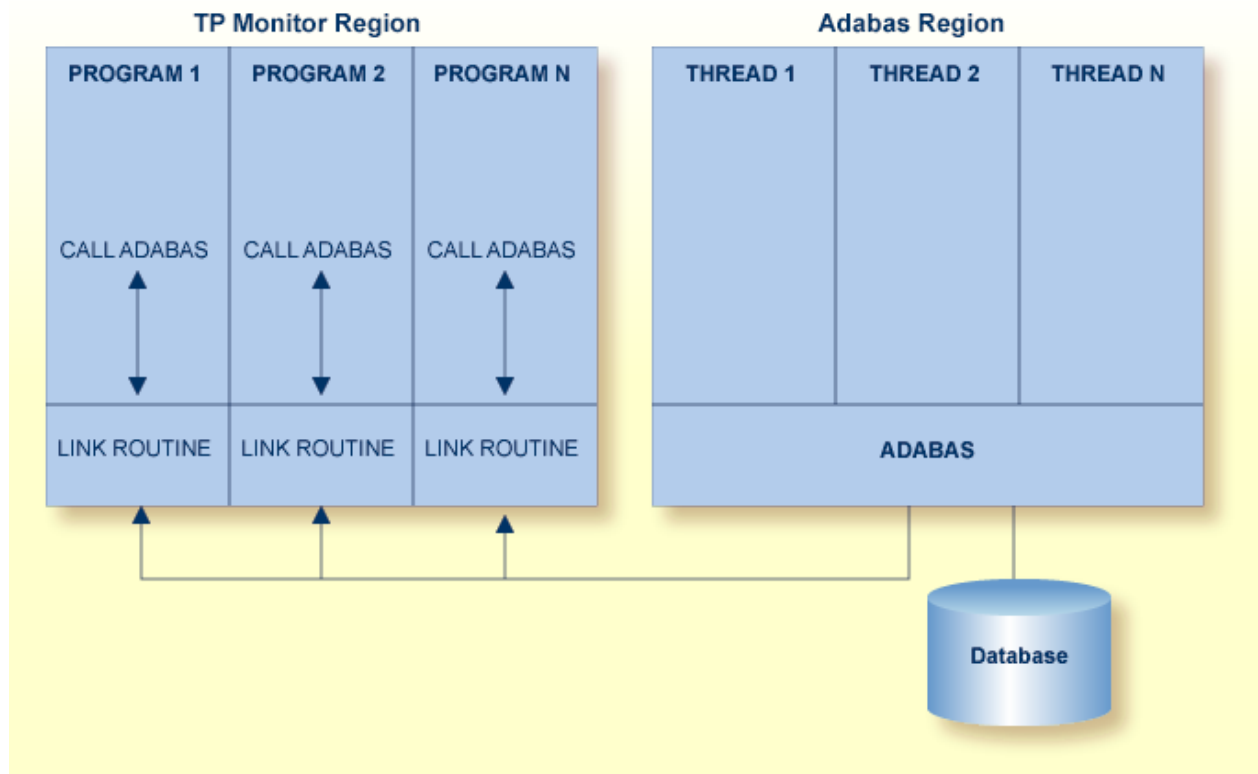 TP Monitor Region
PROGRAM 1
PROGRAM 2
PROGRAM N
CALL ADABAS
CALL ADABAS
CALL ADABAS
LINK ROUTINE
LINK ROUTINE
LINK ROUTINE
Adabas Region
THREAD 1
THREAD 2
THREAD N
ADABAS
Database